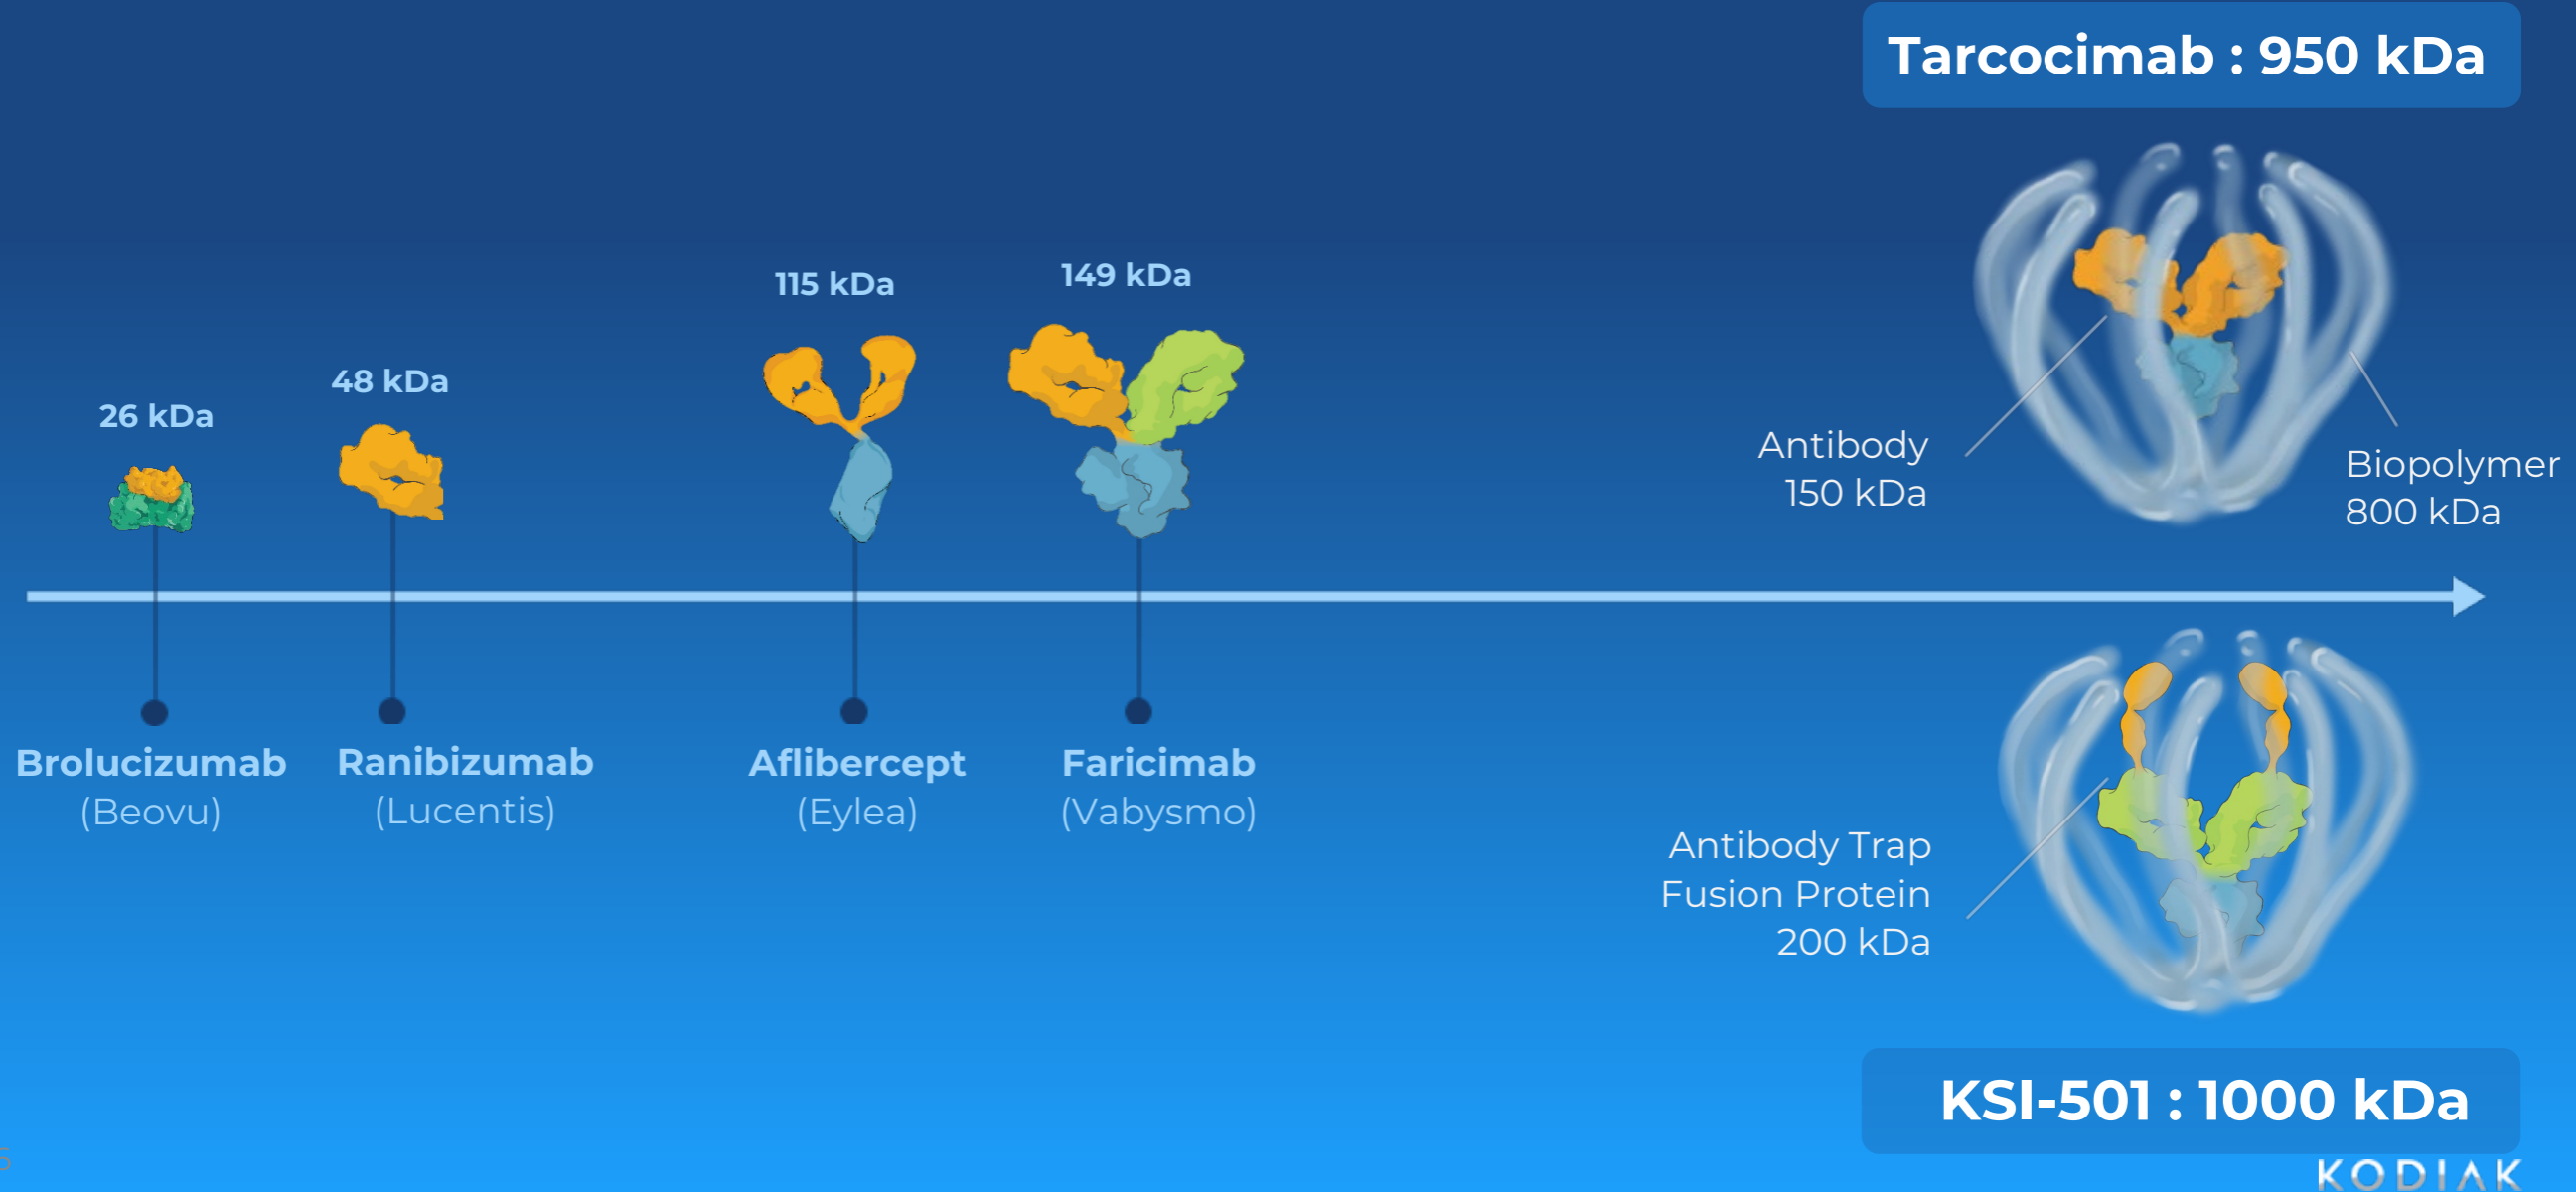 Tarcocimab : 950 kDa
26 kDa
48 kDa
115 kDa
149 kDa
Antibody
150 kDa
Biopolymer
800 kDa
Brolucizumab
(Beovu)
Ranibizumab
(Lucentis)
Aflibercept
(Eylea)
Faricimab
(Vabysmo)
Antibody Trap
Fusion Protein
200 kDa
KSI-501 : 1000 kDa
KODIAK